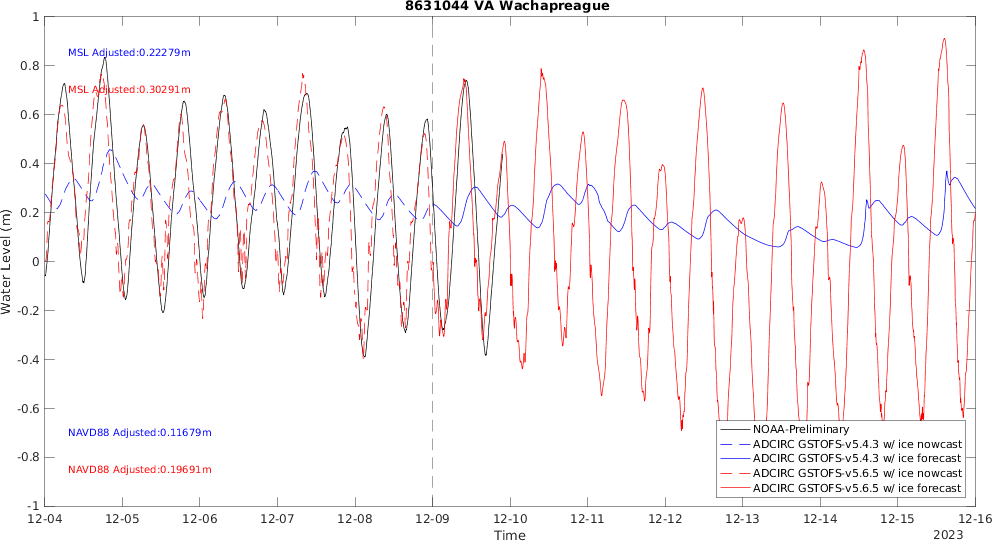 8631044 VA Wachapreague
1
0.8
0.6
0.4
0.2
0
-0.2
-0.4
-0.6
-0.8
-1
Water Level (m)
MSL Adjusted:0.22279m
MSL Adjusted:0.30291m
NAVD88 Adjusted:0.11679m
NAVD88 Adjusted:0.19691m
NOAA-Preliminary
ADCIRC GSTOFS-v5.4.3 w/ ice nowcast
ADCIRC GSTOFS-v5.4.3 w/ ice forecast
ADCIRC GSTOFS-v5.6.5 w/ ice nowcast
ADCIRC GSTOFS-v5.6.5 w/ ice forecast
12-04 12-05 12-06 12-07 12-08 12-09 12-10 12-11 12-12 12-13 12-14 12-15 12-16
Time
2023